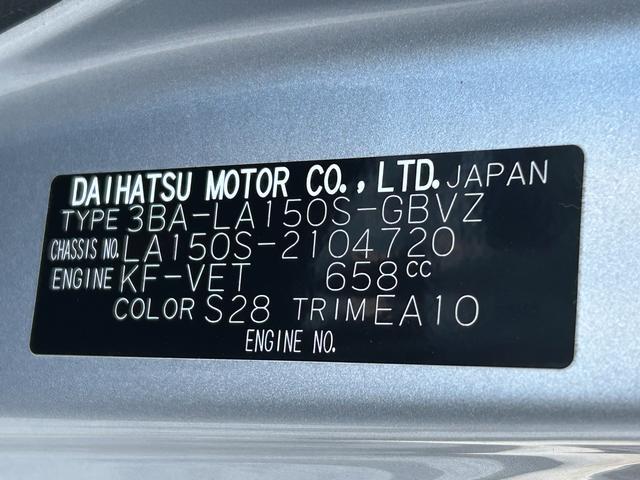 DAIHATSU MOTOR CO., LTD. JAPAN
TYPE 3BA-LA150S-GBVZ
CHASSIS NO. LA150S-2104720
ENGINE KF-VET 658cc
COLOR S28 TRIM EA10
ENGINE NO.